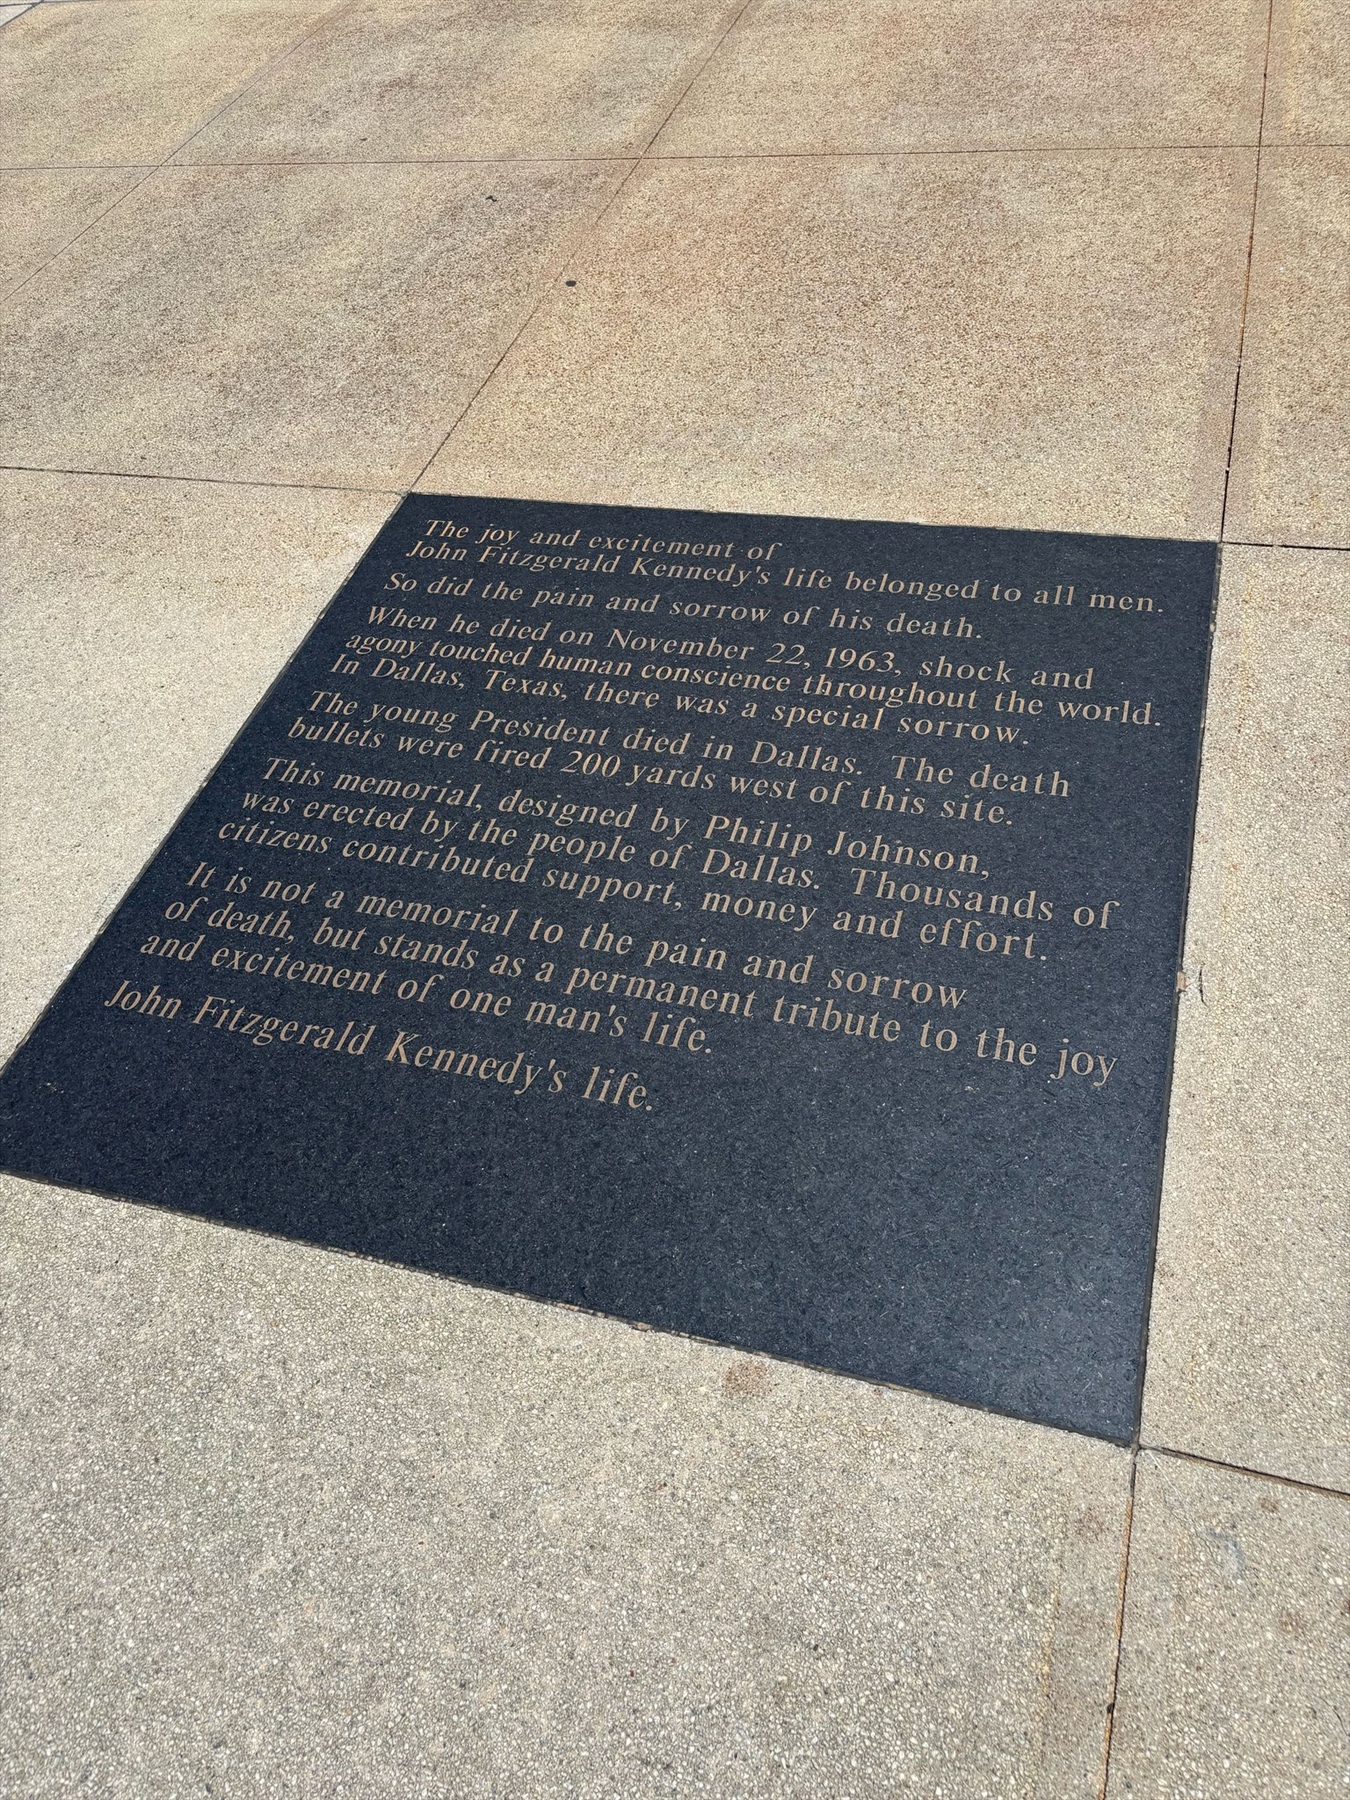 The joy and excitement of
John Fitzgerald Kennedy's life belonged to all men.
So did the pain and sorrow of his death.
When he died on November 22, 1963, shock and
agony touched human conscience throughout the world.
In Dallas, Texas, there was a special sorrow.
The young President died in Dallas. The death
bullets were fired 200 yards west of this site.
This memorial, designed by Philip Johnson,
was erected by the people of Dallas. Thousands of
citizens contributed support, money and effort.
It is not a memorial to the pain and sorrow
of death, but stands as a permanent tribute to the joy
and excitement of one man's life.
John Fitzgerald Kennedy's life.